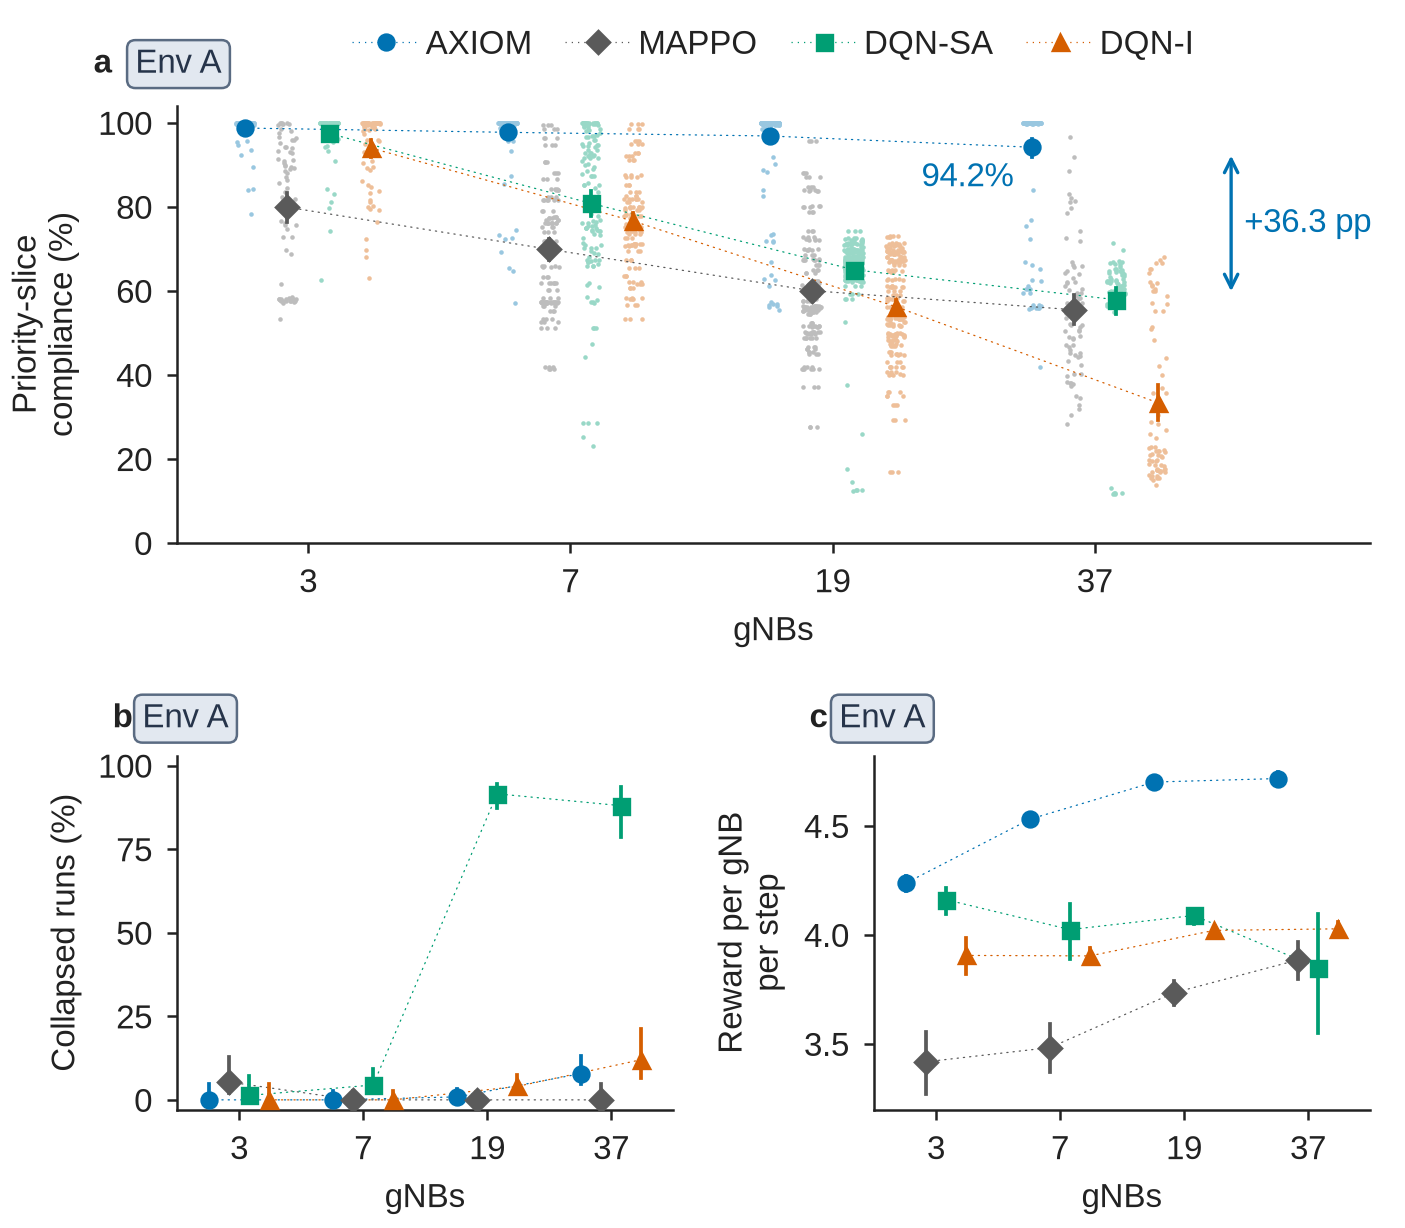 AXIOM MAPPO DQN-SA DQN-I
a Env A
100
80
60
40
20
0
Priority-slice
compliance (%)
94.2%
+36.3 pp
3 7 19 37
gNBs
b Env A
100
75
50
25
0
Collapsed runs (%)
3 7 19 37
gNBs
c Env A
4.5
4.0
3.5
Reward per gNB
per step
3 7 19 37
gNBs